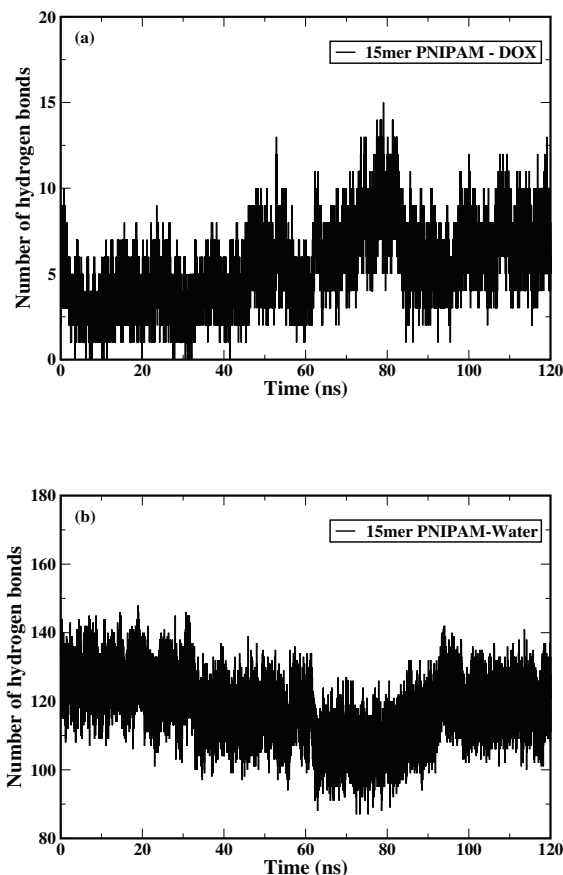 20
(a)
15mer PNIPAM - DOX
15
10
5
0
Number of hydrogen bonds
0 20 40 60 80 100 120
Time (ns)
180
(b)
15mer PNIPAM-Water
160
140
120
100
80
Number of hydrogen bonds
0 20 40 60 80 100 120
Time (ns)